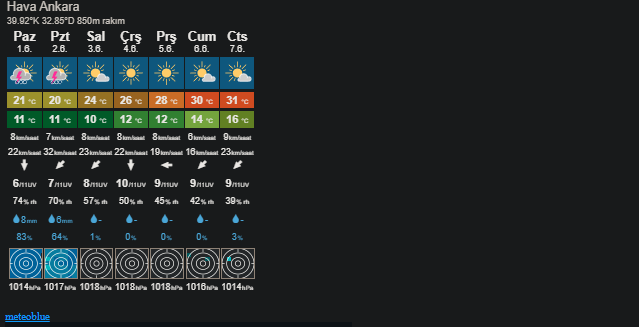 Hava Ankara
39.92°K 32.85°D 850m rakım
Paz Pzt Sal Çrş Prş Cum Cts
1.6. 2.6. 3.6. 4.6. 5.6. 6.6. 7.6.
21 °C 20 °C 24 °C 26 °C 28 °C 30 °C 31 °C
11 °C 11 °C 10 °C 12 °C 12 °C 14 °C 16 °C
8km/saat 7km/saat 8km/saat 8km/saat 8km/saat 6km/saat 9km/saat
22km/saat 32km/saat 23km/saat 22km/saat 19km/saat 16km/saat 23km/saat
6/11UV 7/11UV 8/11UV 10/11UV 9/11UV 9/11UV 9/11UV
74% rh 70% rh 57% rh 50% rh 45% rh 42% rh 39% rh
8mm 6mm - - - - -
83% 64% 1% 0% 0% 0% 3%
1014hPa 1017hPa 1018hPa 1018hPa 1018hPa 1016hPa 1014hPa
meteoblue